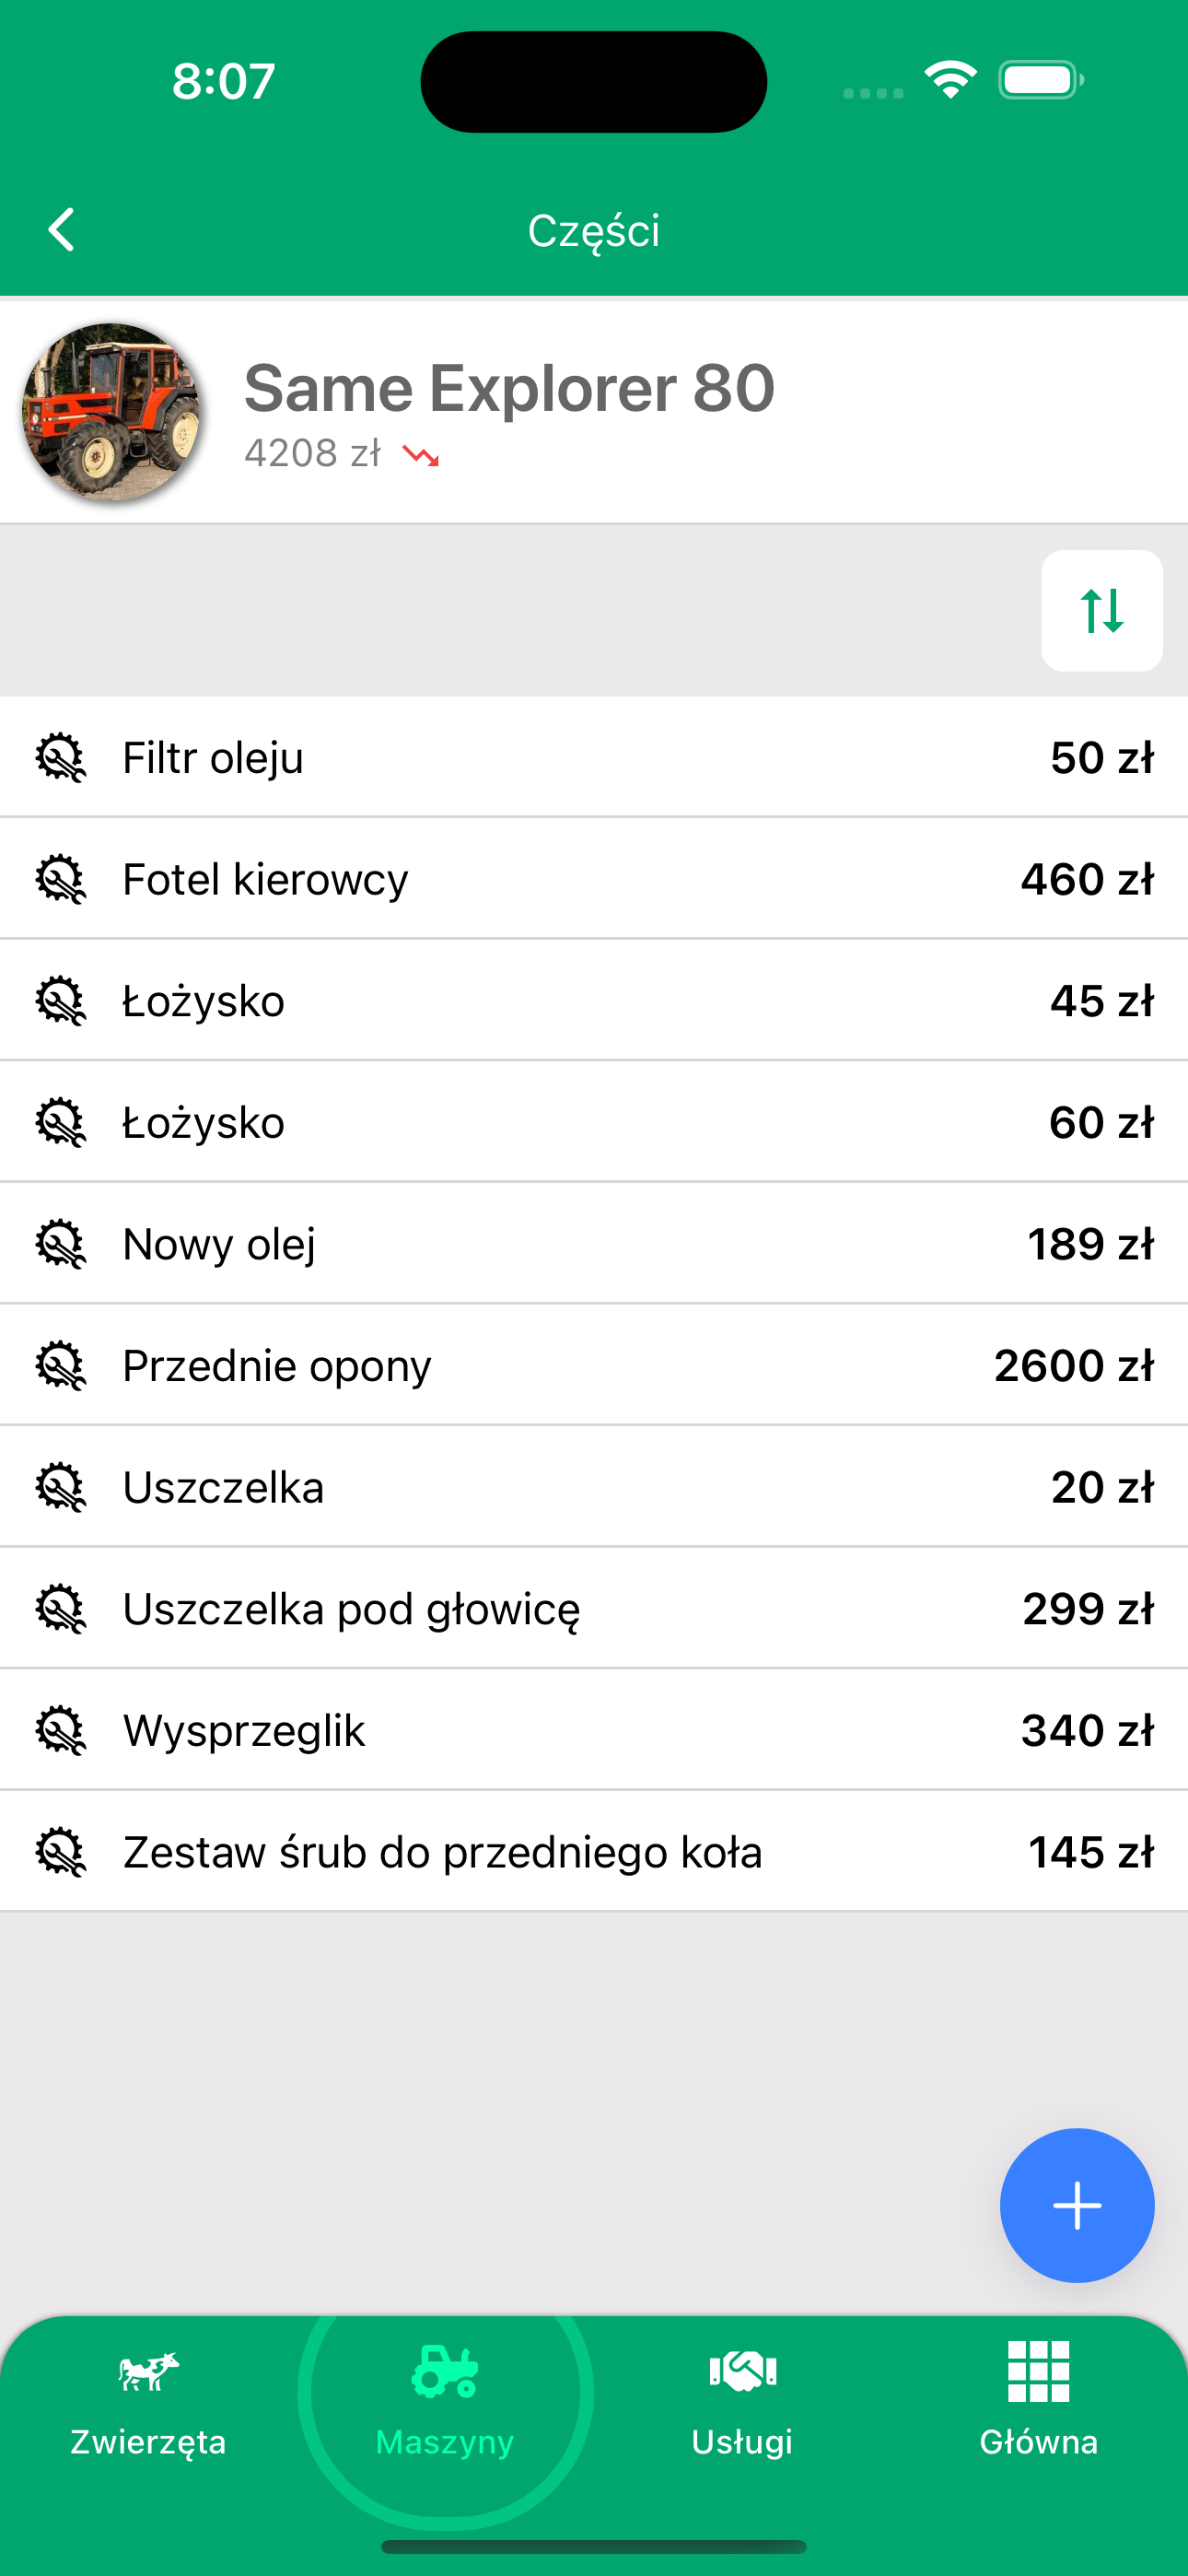 8:07
Części
Same Explorer 80
4208 zł
Filtr oleju 50 zł
Fotel kierowcy 460 zł
Łożysko 45 zł
Łożysko 60 zł
Nowy olej 189 zł
Przednie opony 2600 zł
Uszczelka 20 zł
Uszczelka pod głowicę 299 zł
Wysprzeglik 340 zł
Zestaw śrub do przedniego koła 145 zł
Zwierzęta Maszyny Usługi Główna